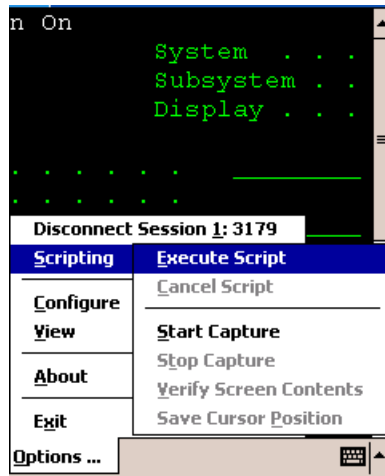 n On
System . . .
Subsystem . .
Display . . .
. . . . . . ________
. . . . . .
Disconnect Session 1: 3179
Scripting
Execute Script
Cancel Script
Configure
View
Start Capture
Stop Capture
About
Verify Screen Contents
Exit
Save Cursor Position
Options ...